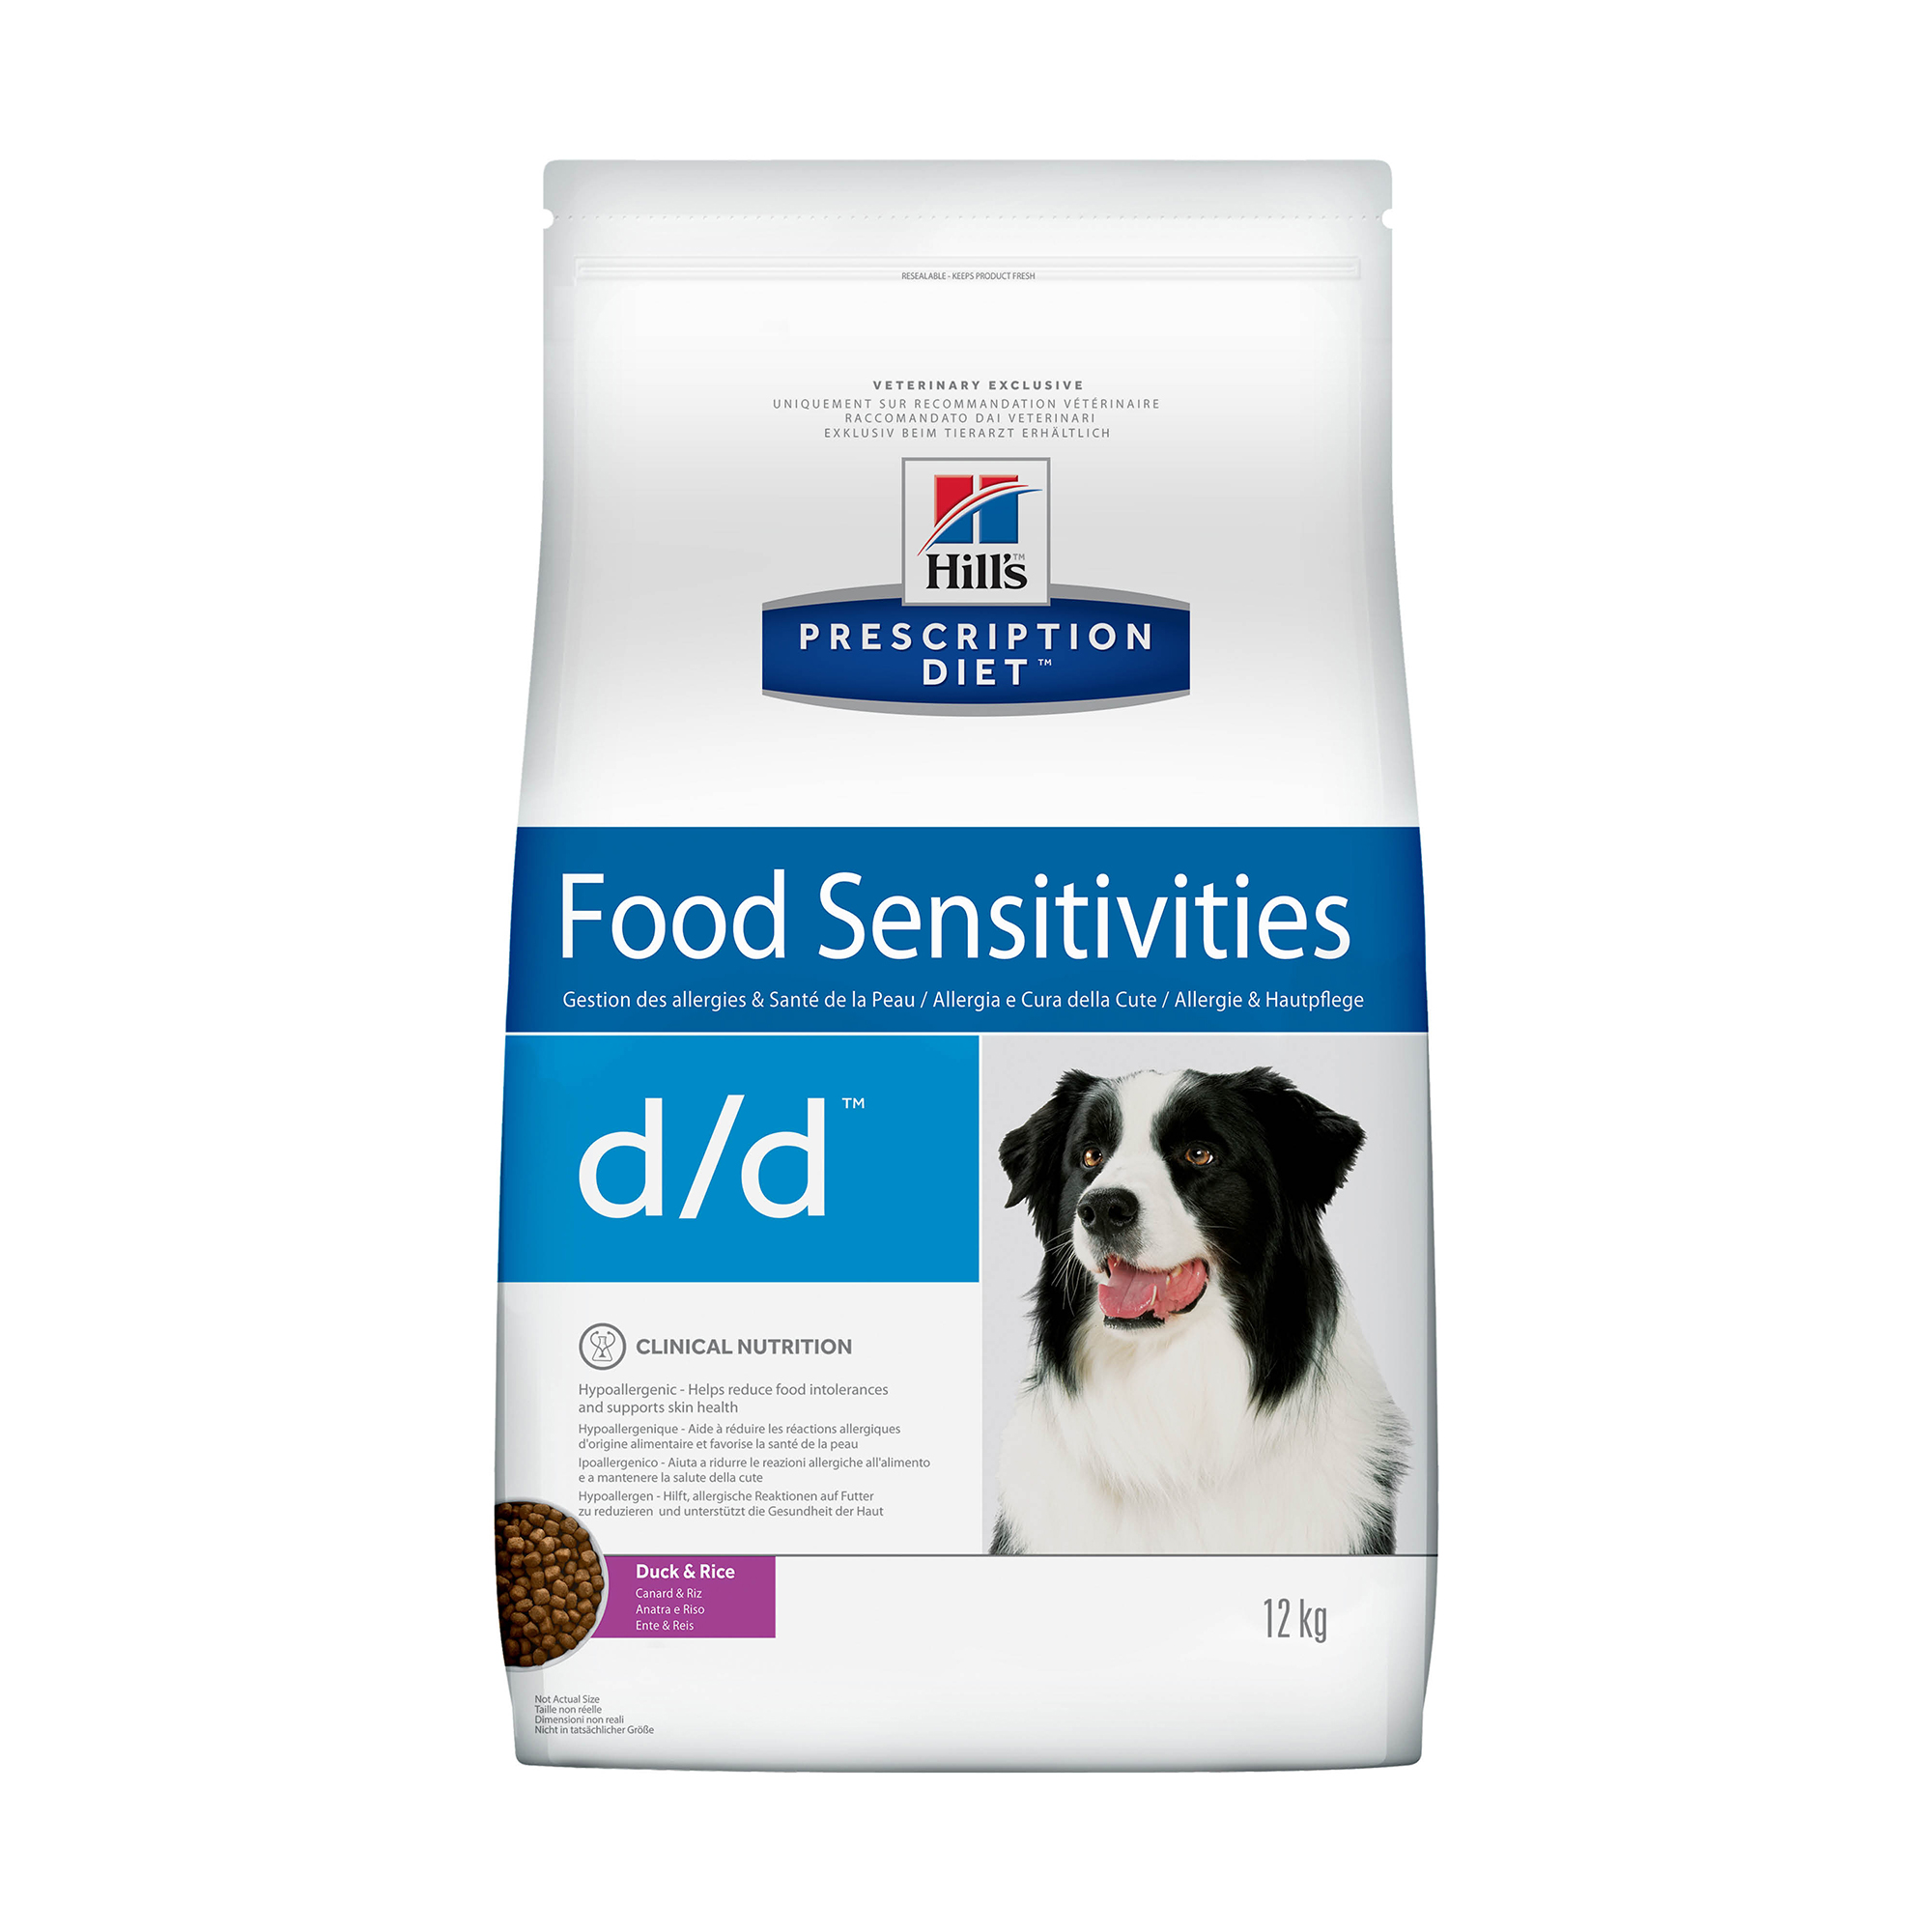 RESEALABLE - KEEPS PRODUCT FRESH
VETERINARY EXCLUSIVE
UNIQUEMENT SUR RECOMMANDATION VÉTÉRINAIRE
RACCOMANDATO DAI VETERINARI
EXKLUSIV BEIM TIERARZT ERHÄLTLICH
Hill's™
PRESCRIPTION
DIET™
Food Sensitivities
Gestion des allergies & Santé de la Peau / Allergia e Cura della Cute / Allergie & Hautpflege
d/d™
CLINICAL NUTRITION
Hypoallergenic - Helps reduce food intolerances
and supports skin health
Hypoallergenique - Aide à réduire les réactions allergiques
d'origine alimentaire et favorise la santé de la peau
Ipoallergenico - Aiuta a ridurre le reazioni allergiche all'alimento
e a mantenere la salute della cute
Hypoallergen - Hilft, allergische Reaktionen auf Futter
zu reduzieren und unterstützt die Gesundheit der Haut
Duck & Rice
Canard & Riz
Anatra e Riso
Ente & Reis
12 kg
Not Actual Size
Taille non réelle
Dimensioni non reali
Nicht in tatsächlicher Größe